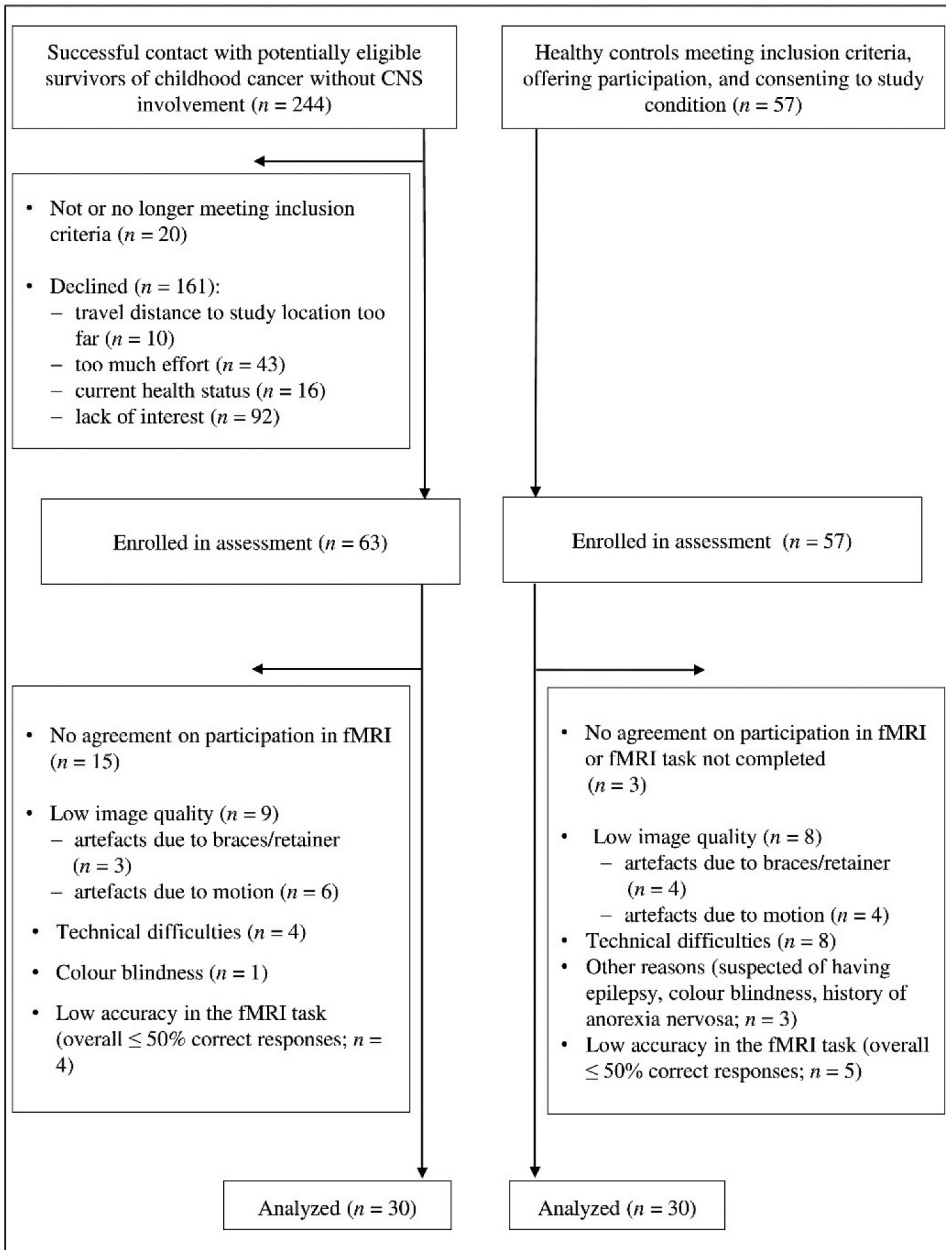 Successful contact with potentially eligible
survivors of childhood cancer without CNS
involvement (n = 244)
Healthy controls meeting inclusion criteria,
offering participation, and consenting to study
condition (n = 57)
• Not or no longer meeting inclusion
criteria (n = 20)
• Declined (n = 161):
– travel distance to study location too
far (n = 10)
– too much effort (n = 43)
– current health status (n = 16)
– lack of interest (n = 92)
Enrolled in assessment (n = 63)
Enrolled in assessment (n = 57)
• No agreement on participation in fMRI
(n = 15)
• Low image quality (n = 9)
– artefacts due to braces/retainer
(n = 3)
– artefacts due to motion (n = 6)
• Technical difficulties (n = 4)
• Colour blindness (n = 1)
• Low accuracy in the fMRI task
(overall ≤ 50% correct responses; n =
4)
• No agreement on participation in fMRI
or fMRI task not completed
(n = 3)
• Low image quality (n = 8)
– artefacts due to braces/retainer
(n = 4)
– artefacts due to motion (n = 4)
• Technical difficulties (n = 8)
• Other reasons (suspected of having
epilepsy, colour blindness, history of
anorexia nervosa; n = 3)
• Low accuracy in the fMRI task (overall
≤ 50% correct responses; n = 5)
Analyzed (n = 30)
Analyzed (n = 30)